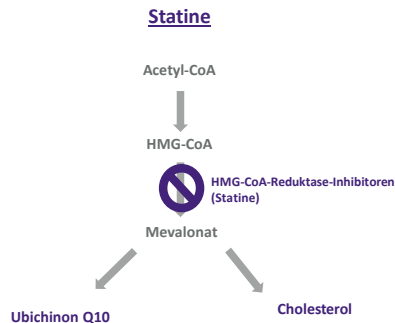 Statine
Acetyl-CoA
HMG-CoA
HMG-CoA-Reduktase-Inhibitoren
(Statine)
Mevalonat
Ubichinon Q10
Cholesterol